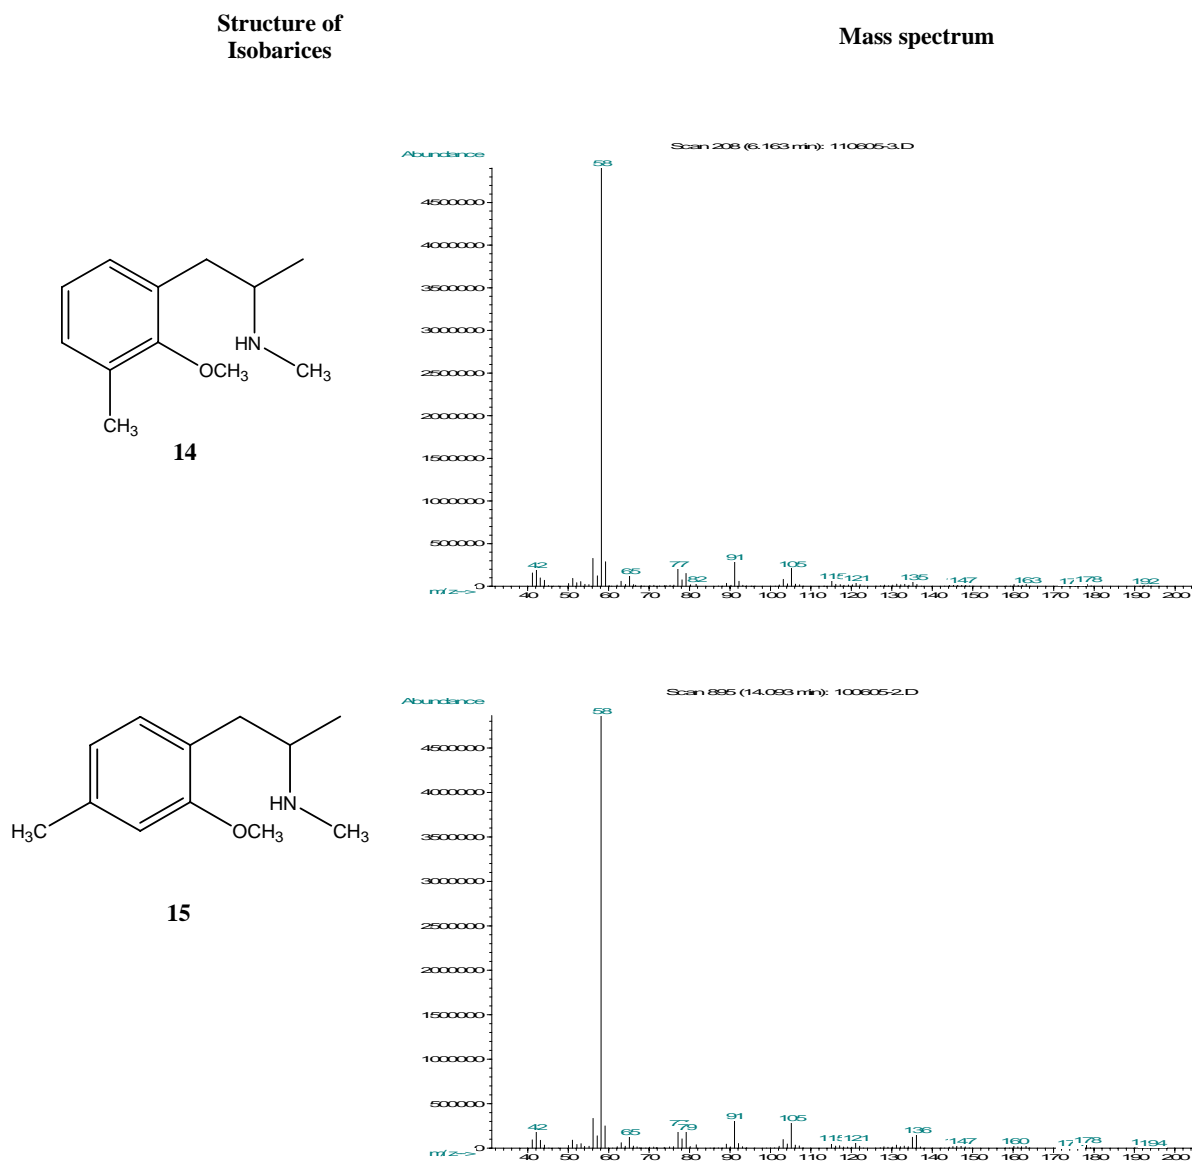 Structure of
Isobarices
Mass spectrum
Scan 208 (6.163 min): 110605-3.D
Abundance
58
4500000
4000000
3500000
3000000
2500000
2000000
1500000
1000000
500000
0
42
65
77
82
91
105
115
121
135
147
163
178
192
m/z-->
40 50 60 70 80 90 100 110 120 130 140 150 160 170 180 190 200
HN
OCH3
CH3
CH3
14
Scan 895 (14.093 min): 100605-2.D
Abundance
58
4500000
4000000
3500000
3000000
2500000
2000000
1500000
1000000
500000
0
42
65
79
91
105
121
136
147
160
178
194
m/z-->
40 50 60 70 80 90 100 110 120 130 140 150 160 170 180 190 200
HN
H3C
OCH3
CH3
15